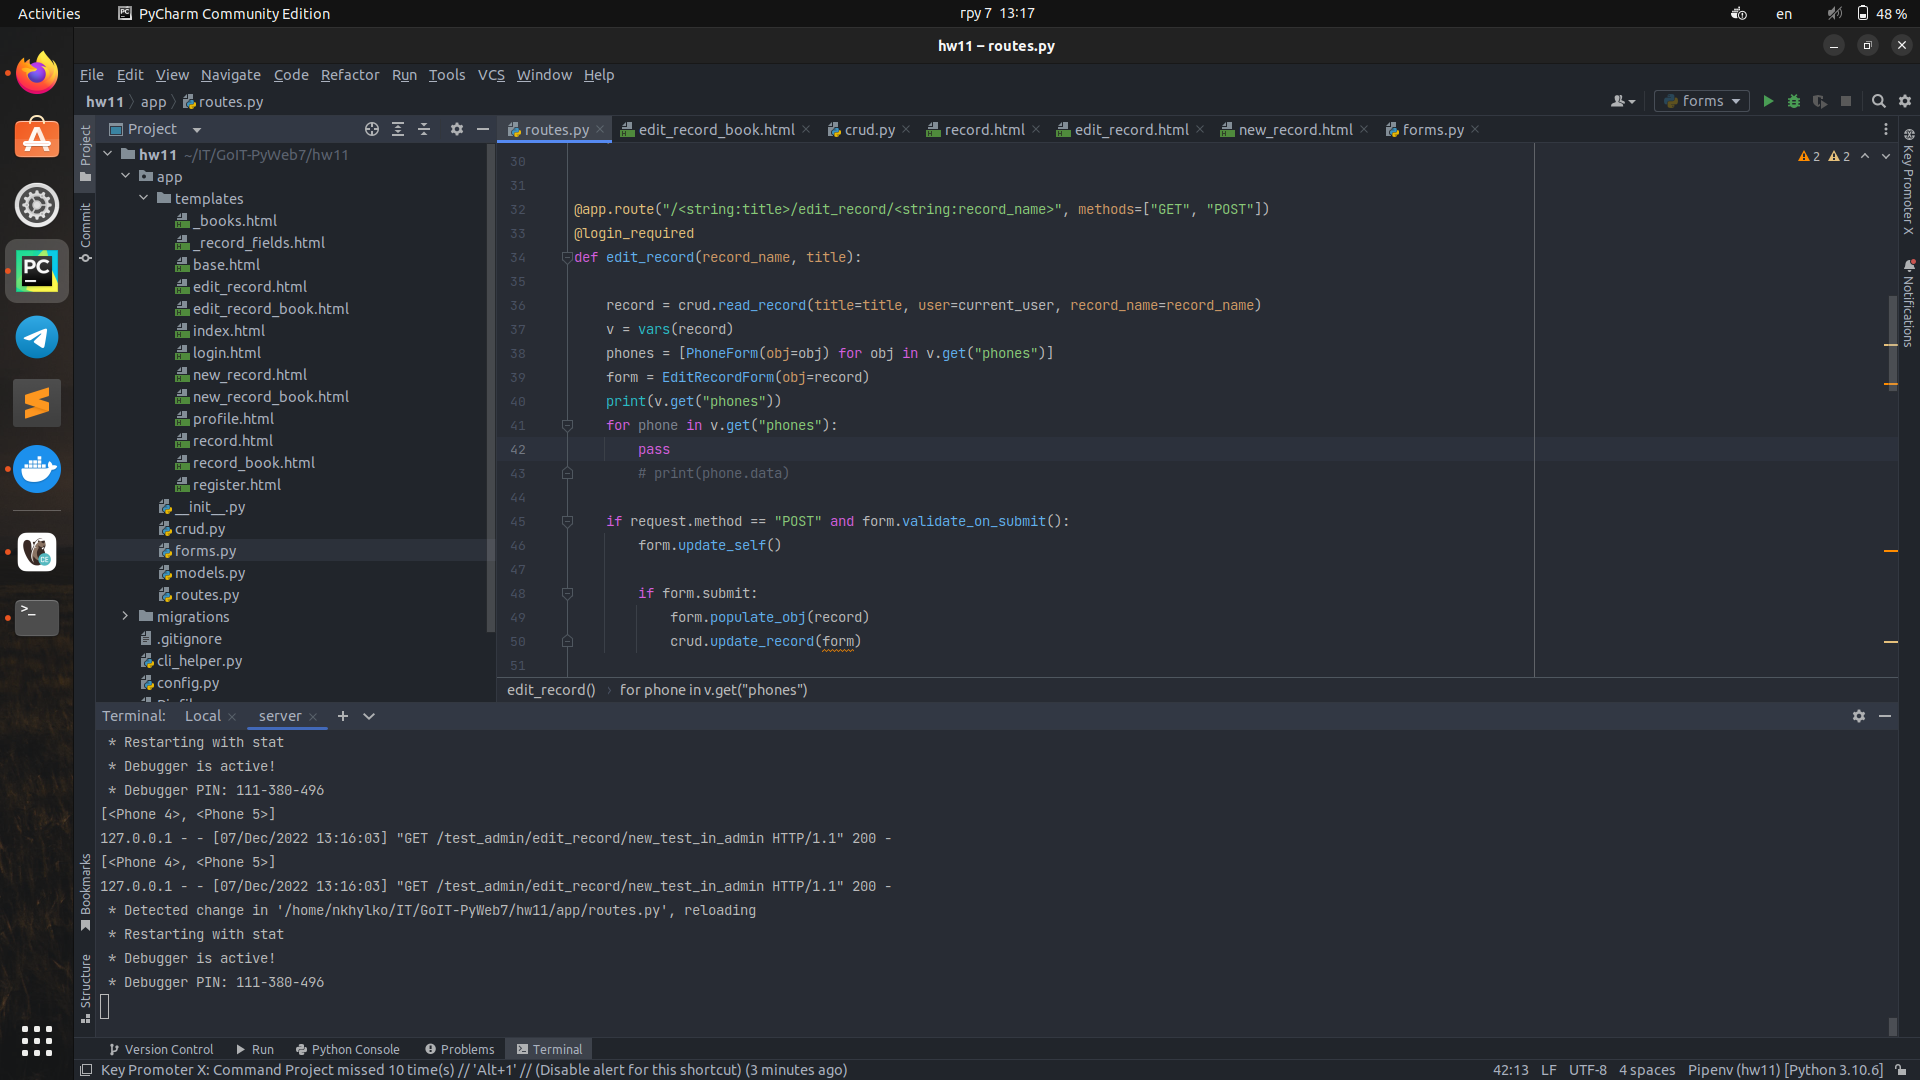 Activities
PyCharm Community Edition
гру 7 13:17
en
48 %
hw11 – routes.py
File Edit View Navigate Code Refactor Run Tools VCS Window Help
hw11 app routes.py
forms
Project
routes.py
edit_record_book.html
crud.py
record.html
edit_record.html
new_record.html
forms.py
Project
Commit
Bookmarks
Structure
Key Promoter X
Notifications
hw11 ~/IT/GoIT-PyWeb7/hw11
app
templates
_books.html
_record_fields.html
base.html
edit_record.html
edit_record_book.html
index.html
login.html
new_record.html
new_record_book.html
profile.html
record.html
record_book.html
register.html
__init__.py
crud.py
forms.py
models.py
routes.py
migrations
.gitignore
cli_helper.py
config.py
2 2
30
31
32 @app.route("/<string:title>/edit_record/<string:record_name>", methods=["GET", "POST"])
33 @login_required
34 def edit_record(record_name, title):
35
36 record = crud.read_record(title=title, user=current_user, record_name=record_name)
37 v = vars(record)
38 phones = [PhoneForm(obj=obj) for obj in v.get("phones")]
39 form = EditRecordForm(obj=record)
40 print(v.get("phones"))
41 for phone in v.get("phones"):
42 pass
43 # print(phone.data)
44
45 if request.method == "POST" and form.validate_on_submit():
46 form.update_self()
47
48 if form.submit:
49 form.populate_obj(record)
50 crud.update_record(form)
51
edit_record() for phone in v.get("phones")
Terminal: Local server
* Restarting with stat
* Debugger is active!
* Debugger PIN: 111-380-496
[<Phone 4>, <Phone 5>]
127.0.0.1 - - [07/Dec/2022 13:16:03] "GET /test_admin/edit_record/new_test_in_admin HTTP/1.1" 200 -
[<Phone 4>, <Phone 5>]
127.0.0.1 - - [07/Dec/2022 13:16:03] "GET /test_admin/edit_record/new_test_in_admin HTTP/1.1" 200 -
* Detected change in '/home/nkhylko/IT/GoIT-PyWeb7/hw11/app/routes.py', reloading
* Restarting with stat
* Debugger is active!
* Debugger PIN: 111-380-496
Version Control
Run
Python Console
Problems
Terminal
Key Promoter X: Command Project missed 10 time(s) // 'Alt+1' // (Disable alert for this shortcut) (3 minutes ago)
42:13 LF UTF-8 4 spaces Pipenv (hw11) [Python 3.10.6]